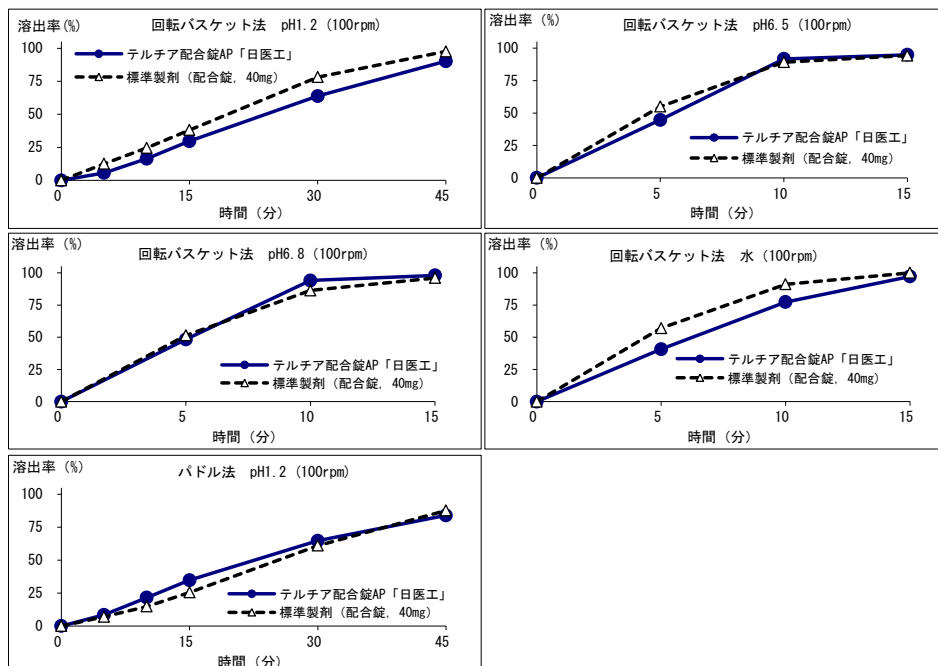 回転バスケット法　pH1.2 (100rpm)
溶出率(%)
100
75
50
25
0
テルチア配合錠AP「日医工」
標準製剤（配合錠, 40mg）
0
15
30
45
時間（分）
回転バスケット法　pH6.5 (100rpm)
溶出率(%)
100
75
50
25
0
テルチア配合錠AP「日医工」
標準製剤（配合錠, 40mg）
0
5
10
15
時間（分）
回転バスケット法　pH6.8 (100rpm)
溶出率 (%)
100
75
50
25
0
テルチア配合錠AP「日医工」
標準製剤（配合錠, 40mg）
0
5
10
15
時間（分）
回転バスケット法　水 (100rpm)
溶出率 (%)
100
75
50
25
0
テルチア配合錠AP「日医工」
標準製剤（配合錠, 40mg）
0
5
10
15
時間（分）
パドル法　pH1.2 (100rpm)
溶出率 (%)
100
75
50
25
0
テルチア配合錠AP「日医工」
標準製剤（配合錠, 40mg）
0
15
30
45
時間（分）